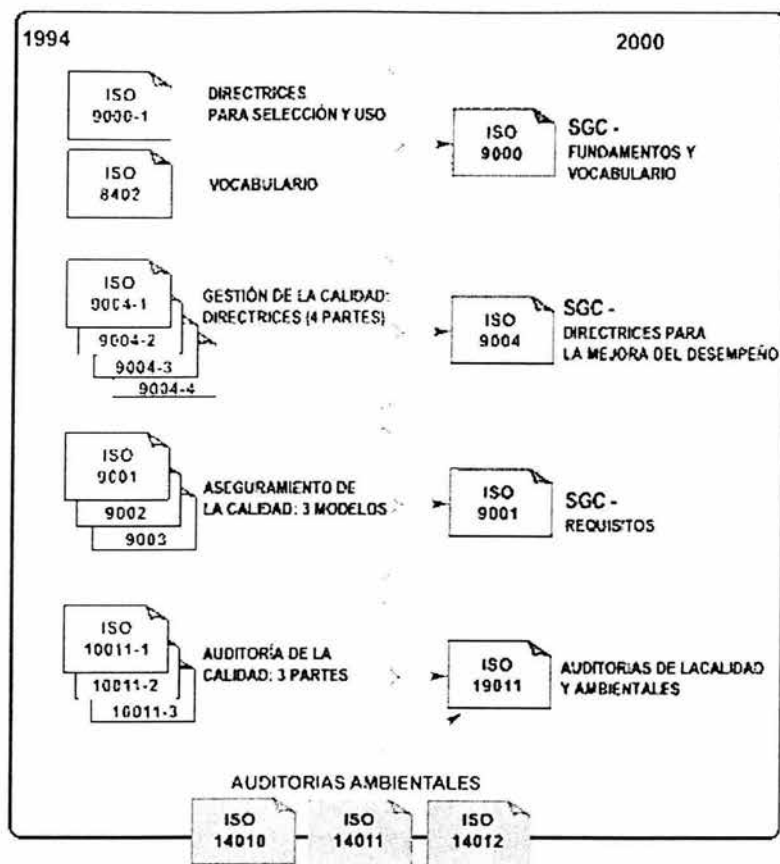 1994
2000
ISO
9000-1
DIRECTRICES
PARA SELECCIÓN Y USO
ISO
8402
VOCABULARIO
ISO
9000
SGC -
FUNDAMENTOS Y
VOCABULARIO
ISO
9004-1
9004-2
9004-3
9004-4
GESTIÓN DE LA CALIDAD:
DIRECTRICES (4 PARTES)
ISO
9004
SGC -
DIRECTRICES PARA
LA MEJORA DEL DESEMPEÑO
ISO
9001
9002
9003
ASEGURAMIENTO DE
LA CALIDAD: 3 MODELOS
ISO
9001
SGC -
REQUISITOS
ISO
10011-1
10011-2
10011-3
AUDITORÍA DE LA
CALIDAD: 3 PARTES
ISO
19011
AUDITORIAS DE LACALIDAD
Y AMBIENTALES
AUDITORIAS AMBIENTALES
ISO
14010
ISO
14011
ISO
14012